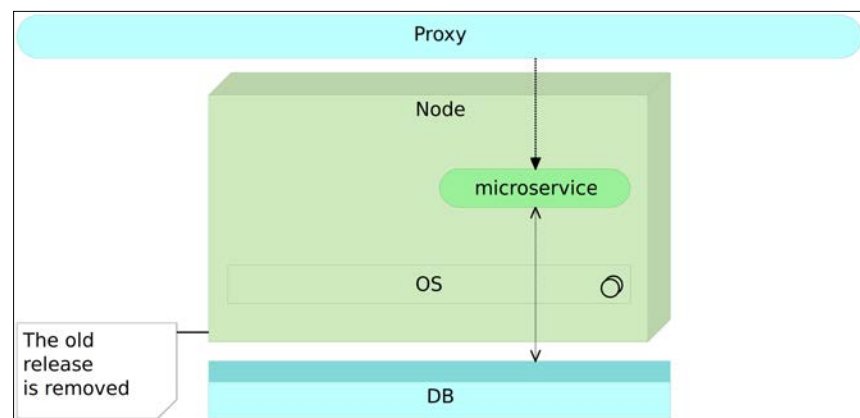 Proxy
Node
microservice
OS
The old
release
is removed
DB